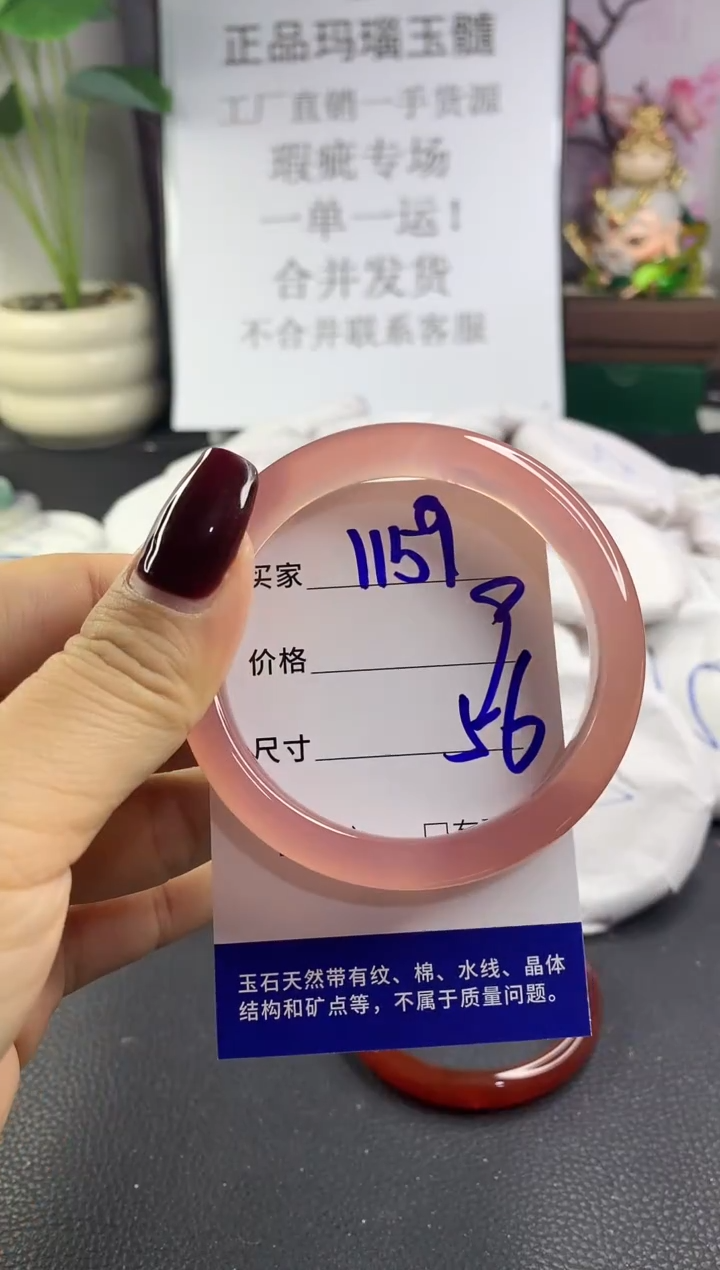 正品玛瑙玉髓
工厂直销一手货源
瑕疵专场
一单一运！
合并发货
不合并联系客服
买家 1159
价格
尺寸 56
玉石天然带有纹、棉、水线、晶体
结构和矿点等，不属于质量问题。